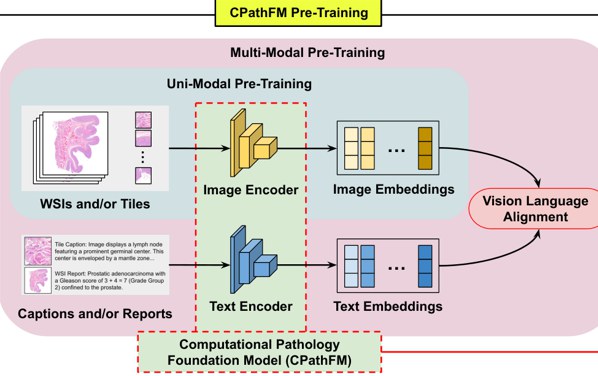 CPathFM Pre-Training
Multi-Modal Pre-Training
Uni-Modal Pre-Training
WSIs and/or Tiles
Image Encoder
Image Embeddings
Vision Language
Alignment
Tile Caption: Image displays a lymph node
featuring a prominent germinal center. This
center is enveloped by a mantle zone...
WSI Report: Prostatic adenocarcinoma with
a Gleason score of 3 + 4 = 7 (Grade Group
2) confined to the prostate.
Captions and/or Reports
Text Encoder
Text Embeddings
Computational Pathology
Foundation Model (CPathFM)